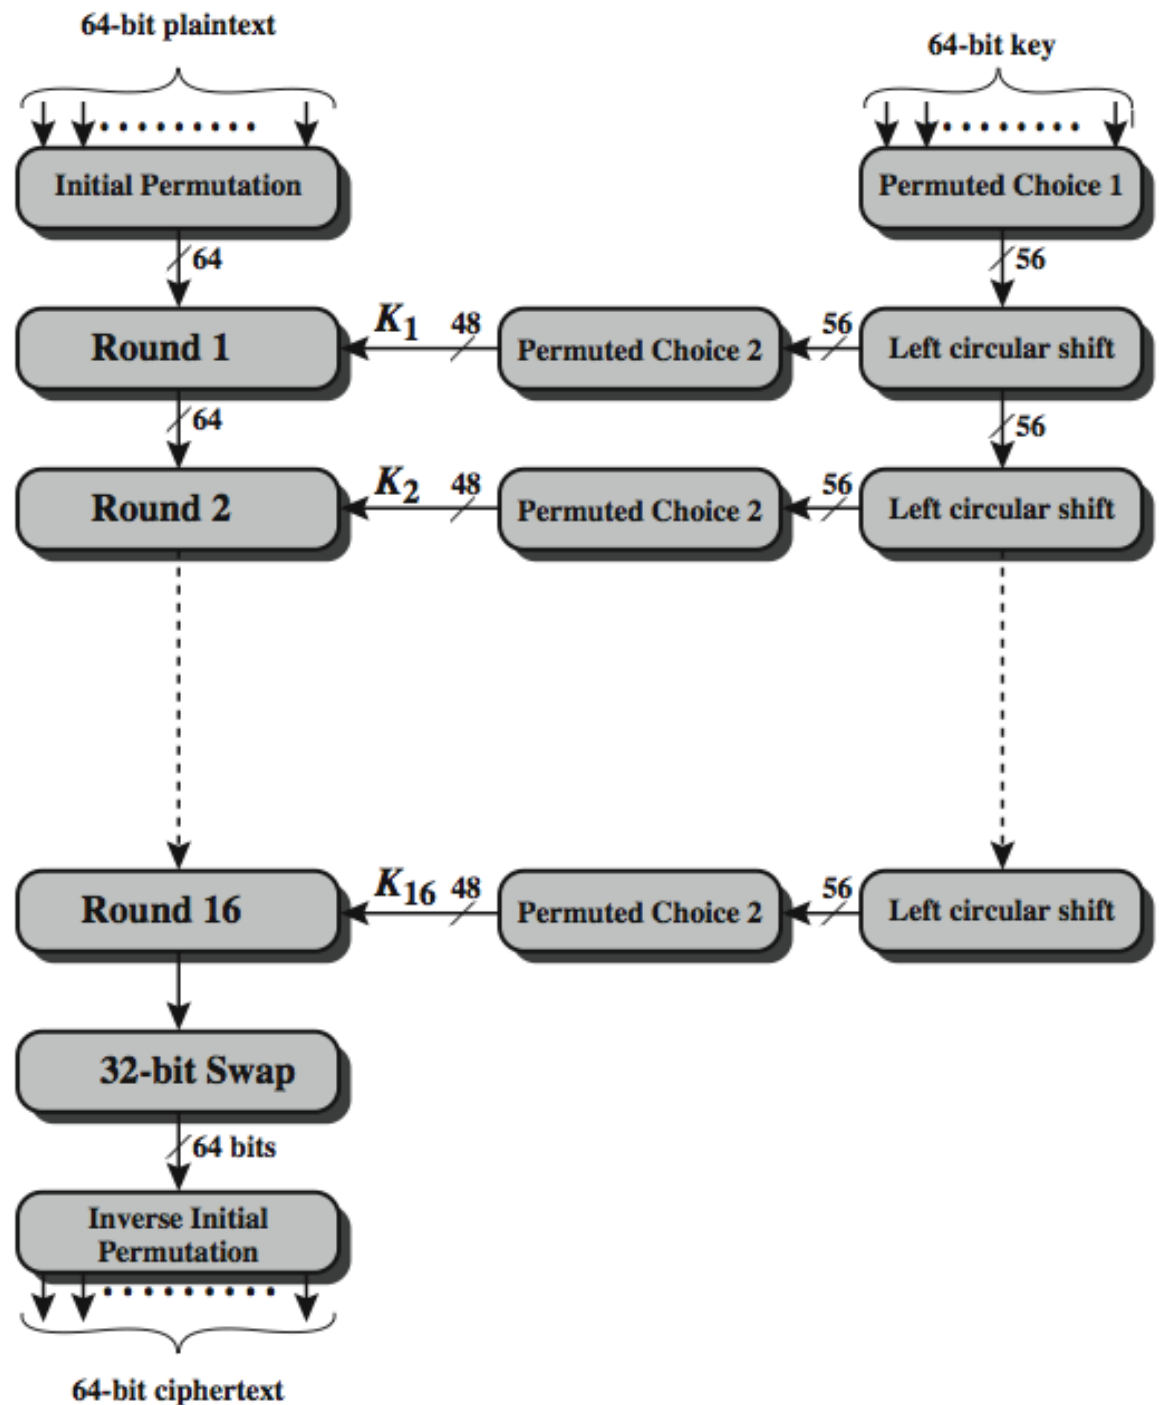 64-bit plaintext
64-bit key
Initial Permutation
Permuted Choice 1
64
56
Round 1
K1
48
Permuted Choice 2
56
Left circular shift
64
56
Round 2
K2
48
Permuted Choice 2
56
Left circular shift
Round 16
K16
48
Permuted Choice 2
56
Left circular shift
32-bit Swap
64 bits
Inverse Initial
Permutation
64-bit ciphertext